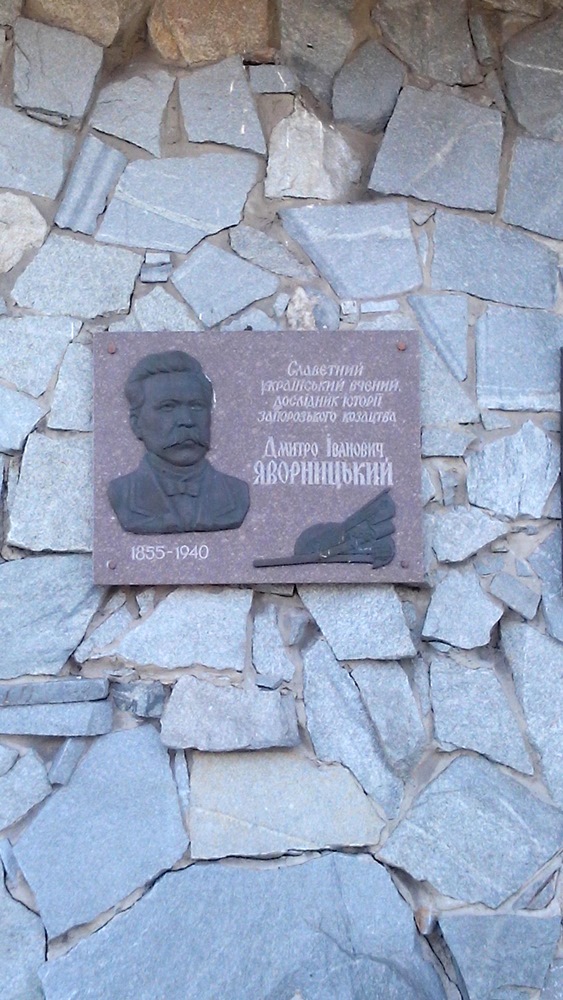 Славетний
український вчений,
дослідник історії
запорозького козацтва
Дмитро Іванович
ЯВОРНИЦЬКИЙ
1855-1940